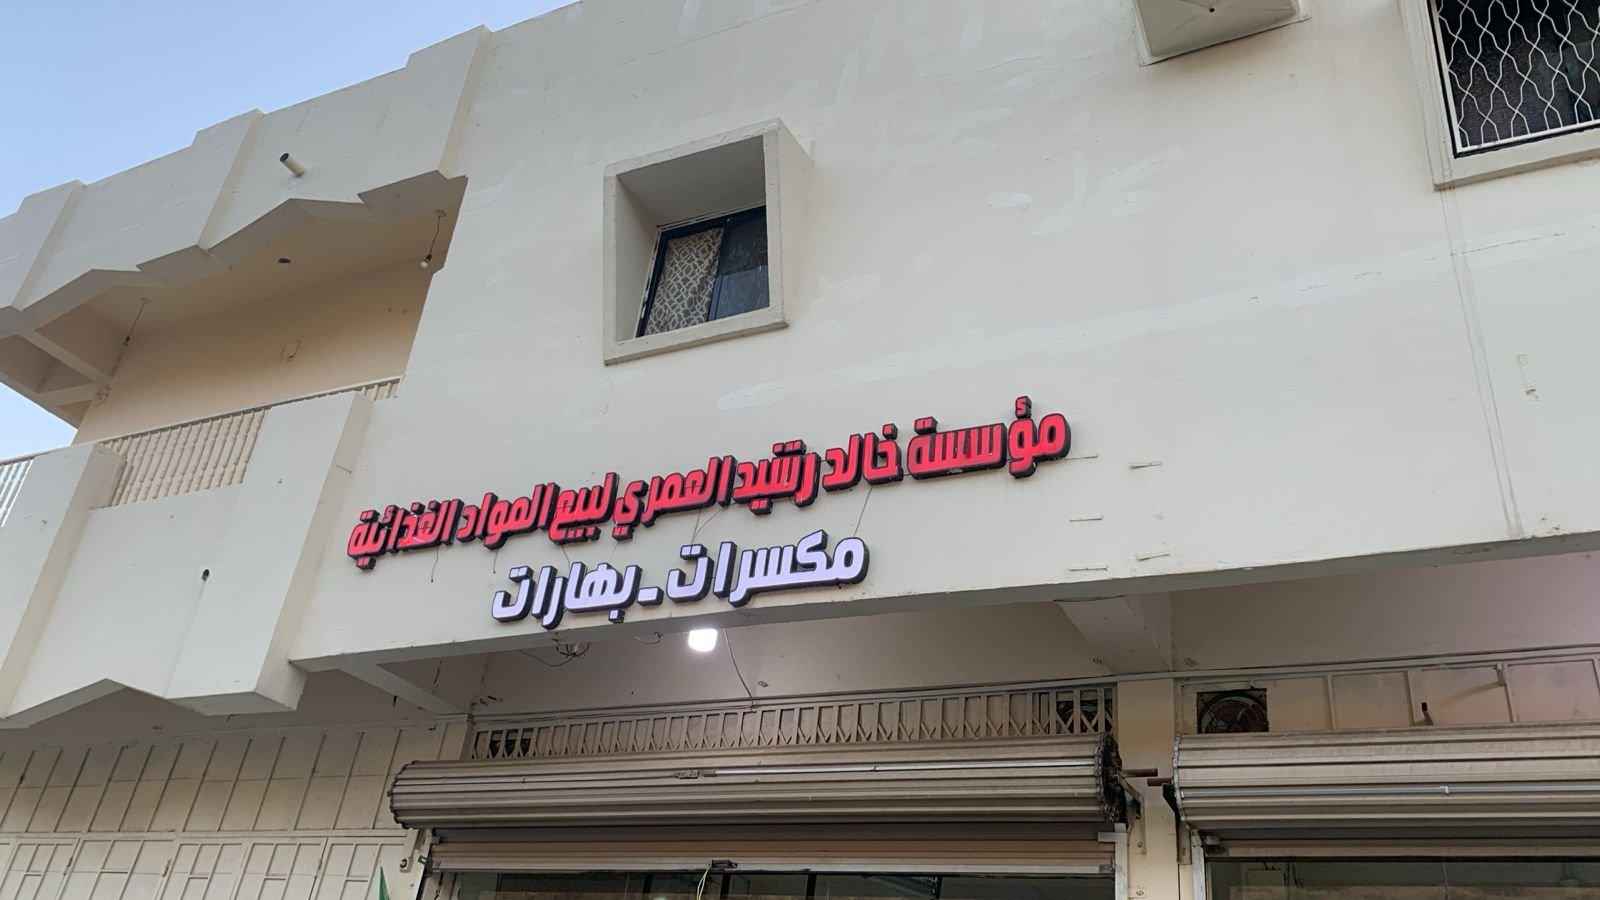 مؤسسة خالد رشيد العمري لبيع المواد الغذائية
مكسرات - بهارات